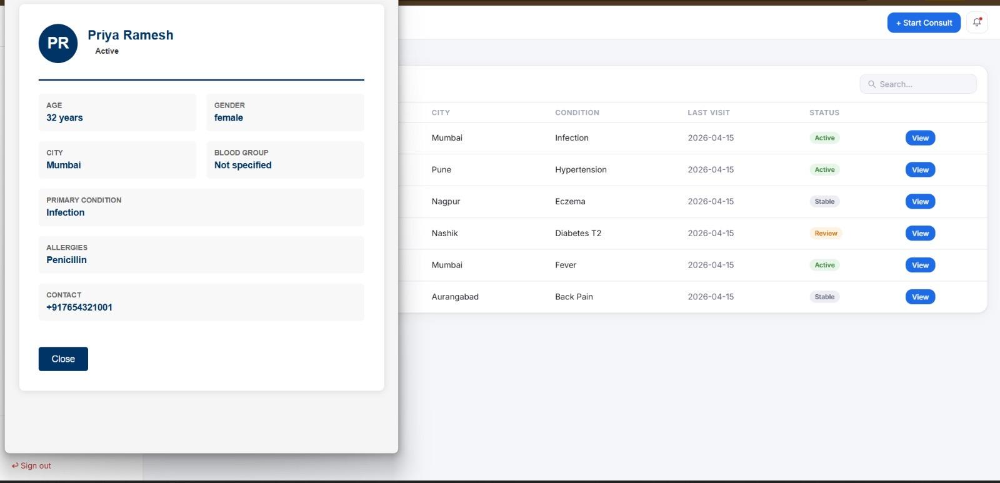 PR
Priya Ramesh
Active
AGE
32 years
GENDER
female
CITY
Mumbai
BLOOD GROUP
Not specified
PRIMARY CONDITION
Infection
ALLERGIES
Penicillin
CONTACT
+917654321001
Close
Sign out
+ Start Consult
Search...
CITY CONDITION LAST VISIT STATUS
Mumbai Infection 2026-04-15 Active View
Pune Hypertension 2026-04-15 Active View
Nagpur Eczema 2026-04-15 Stable View
Nashik Diabetes T2 2026-04-15 Review View
Mumbai Fever 2026-04-15 Active View
Aurangabad Back Pain 2026-04-15 Stable View